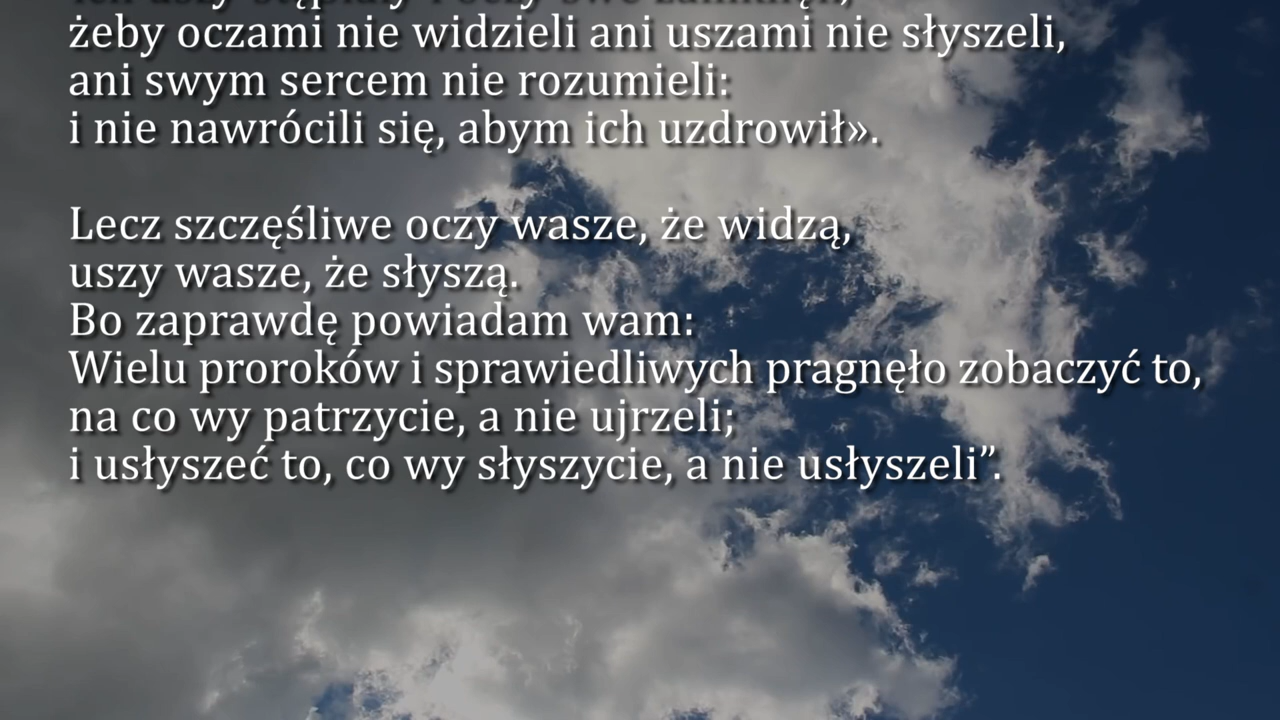 żeby oczami nie widzieli ani uszami nie słyszeli,
ani swym sercem nie rozumieli:
i nie nawrócili się, abym ich uzdrowił».
Lecz szczęśliwe oczy wasze, że widzą,
uszy wasze, że słyszą.
Bo zaprawdę powiadam wam:
Wielu proroków i sprawiedliwych pragnęło zobaczyć to,
na co wy patrzycie, a nie ujrzeli;
i usłyszeć to, co wy słyszycie, a nie usłyszeli”.